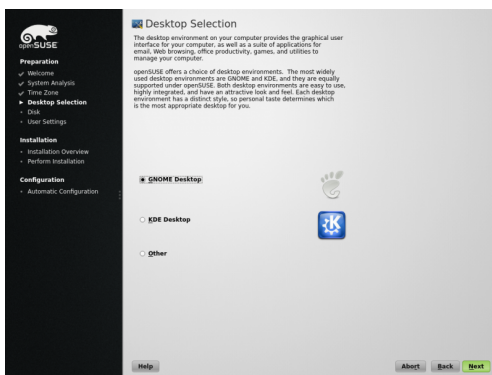 openSUSE
Preparation
Welcome
System Analysis
Time Zone
Desktop Selection
Disk
User Settings
Installation
Installation Overview
Perform Installation
Configuration
Automatic Configuration
Desktop Selection
The desktop environment on your computer provides the graphical user
interface for your computer, as well as a suite of applications for
email, Web browsing, office productivity, games, and utilities to
manage your computer.
openSUSE offers a choice of desktop environments. The most widely
used desktop environments are GNOME and KDE, and they are equally
supported under openSUSE. Both desktop environments are easy to use,
highly integrated, and have an attractive look and feel. Each desktop
environment has a distinct style, so personal taste determines which
is the most appropriate desktop for you.
GNOME Desktop
KDE Desktop
K
Other
Help
Abort
Back
Next